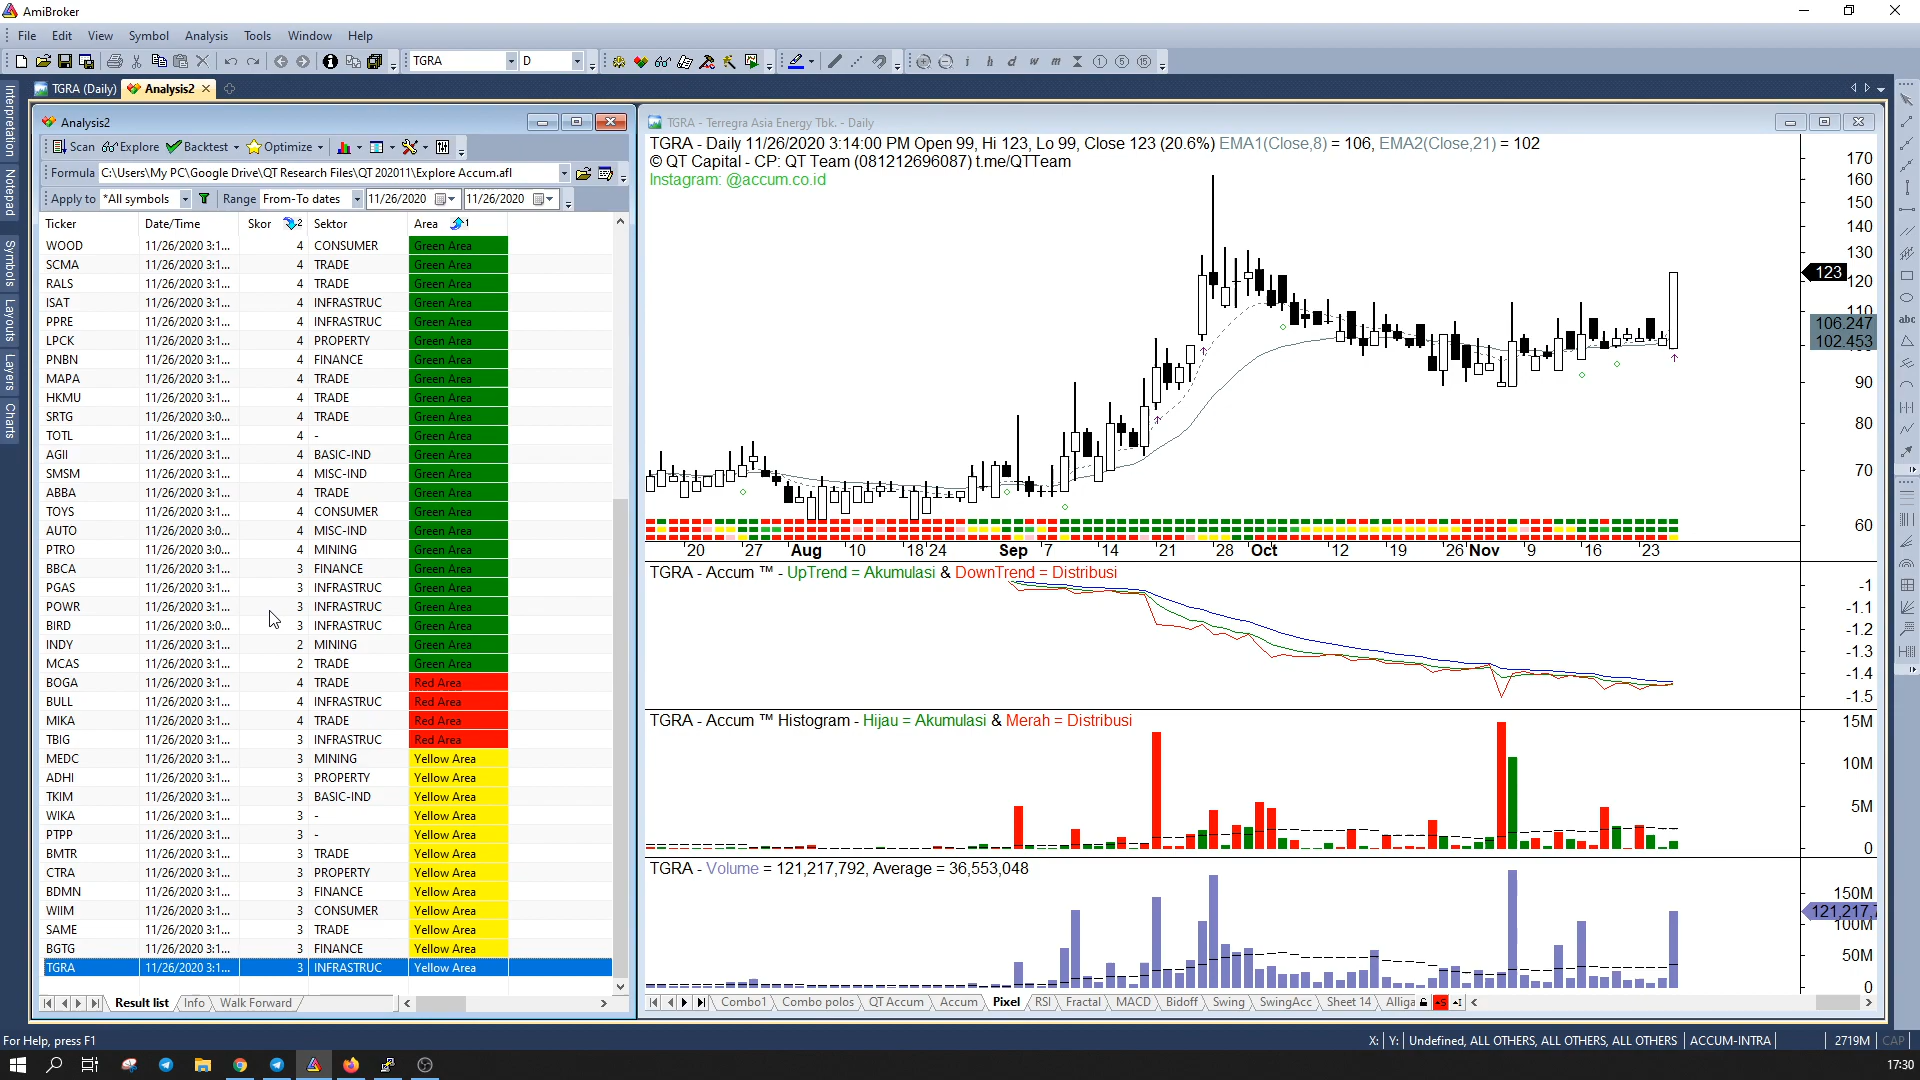 AmiBroker
File Edit View Symbol Analysis Tools Window Help
TGRA D
TGRA (Daily) Analysis2
Interpretation
Notepad
Symbols
Layouts
Layers
Charts
Analysis2
Scan Explore Backtest Optimize
Formula C:\Users\My PC\Google Drive\QT Research Files\QT 202011\Explore Accum.afl
Apply to *All symbols Range From-To dates 11/26/2020 11/26/2020
Ticker Date/Time Skor 2 Sektor Area 1
WOOD 11/26/2020 3:1... 4 CONSUMER Green Area
SCMA 11/26/2020 3:1... 4 TRADE Green Area
RALS 11/26/2020 3:1... 4 TRADE Green Area
ISAT 11/26/2020 3:1... 4 INFRASTRUC Green Area
PPRE 11/26/2020 3:1... 4 INFRASTRUC Green Area
LPCK 11/26/2020 3:1... 4 PROPERTY Green Area
PNBN 11/26/2020 3:1... 4 FINANCE Green Area
MAPA 11/26/2020 3:1... 4 TRADE Green Area
HKMU 11/26/2020 3:1... 4 TRADE Green Area
SRTG 11/26/2020 3:0... 4 TRADE Green Area
TOTL 11/26/2020 3:1... 4 - Green Area
AGII 11/26/2020 3:1... 4 BASIC-IND Green Area
SMSM 11/26/2020 3:1... 4 MISC-IND Green Area
ABBA 11/26/2020 3:1... 4 TRADE Green Area
TOYS 11/26/2020 3:1... 4 CONSUMER Green Area
AUTO 11/26/2020 3:0... 4 MISC-IND Green Area
PTRO 11/26/2020 3:0... 4 MINING Green Area
BBCA 11/26/2020 3:1... 3 FINANCE Green Area
PGAS 11/26/2020 3:1... 3 INFRASTRUC Green Area
POWR 11/26/2020 3:1... 3 INFRASTRUC Green Area
BIRD 11/26/2020 3:0... 3 INFRASTRUC Green Area
INDY 11/26/2020 3:1... 2 MINING Green Area
MCAS 11/26/2020 3:1... 2 TRADE Green Area
BOGA 11/26/2020 3:1... 4 TRADE Red Area
BULL 11/26/2020 3:1... 4 INFRASTRUC Red Area
MIKA 11/26/2020 3:1... 4 TRADE Red Area
TBIG 11/26/2020 3:1... 3 INFRASTRUC Red Area
MEDC 11/26/2020 3:1... 3 MINING Yellow Area
ADHI 11/26/2020 3:1... 3 PROPERTY Yellow Area
TKIM 11/26/2020 3:1... 3 BASIC-IND Yellow Area
WIKA 11/26/2020 3:1... 3 - Yellow Area
PTPP 11/26/2020 3:1... 3 - Yellow Area
BMTR 11/26/2020 3:1... 3 TRADE Yellow Area
CTRA 11/26/2020 3:1... 3 PROPERTY Yellow Area
BDMN 11/26/2020 3:1... 3 FINANCE Yellow Area
WIIM 11/26/2020 3:1... 3 CONSUMER Yellow Area
SAME 11/26/2020 3:1... 3 TRADE Yellow Area
BGTG 11/26/2020 3:1... 3 FINANCE Yellow Area
TGRA 11/26/2020 3:1... 3 INFRASTRUC Yellow Area
Result list Info Walk Forward
TGRA - Terregra Asia Energy Tbk. - Daily
TGRA - Daily 11/26/2020 3:14:00 PM Open 99, Hi 123, Lo 99, Close 123 (20.6%) EMA1(Close,8) = 106, EMA2(Close,21) = 102
© QT Capital - CP: QT Team (081212696087) t.me/QTTeam
Instagram: @accum.co.id
170
160
150
140
130
123
120
110
106.247
102.453
90
80
70
60
20 27 Aug 10 18 24 Sep 7 14 21 28 Oct 12 19 26 Nov 9 16 23
TGRA - Accum ™ - UpTrend = Akumulasi & DownTrend = Distribusi
-1
-1.1
-1.2
-1.3
-1.4
-1.5
TGRA - Accum ™ Histogram - Hijau = Akumulasi & Merah = Distribusi
15M
10M
5M
0
TGRA - Volume = 121,217,792, Average = 36,553,048
150M
121,217,7
100M
50M
0
Combo1 Combo polos QT Accum Accum Pixel RSI Fractal MACD Bidoff Swing SwingAcc Sheet 14 Alliga
abc
For Help, press F1
X: Y: Undefined, ALL OTHERS, ALL OTHERS, ALL OTHERS ACCUM-INTRA 2719M CAP
17:30